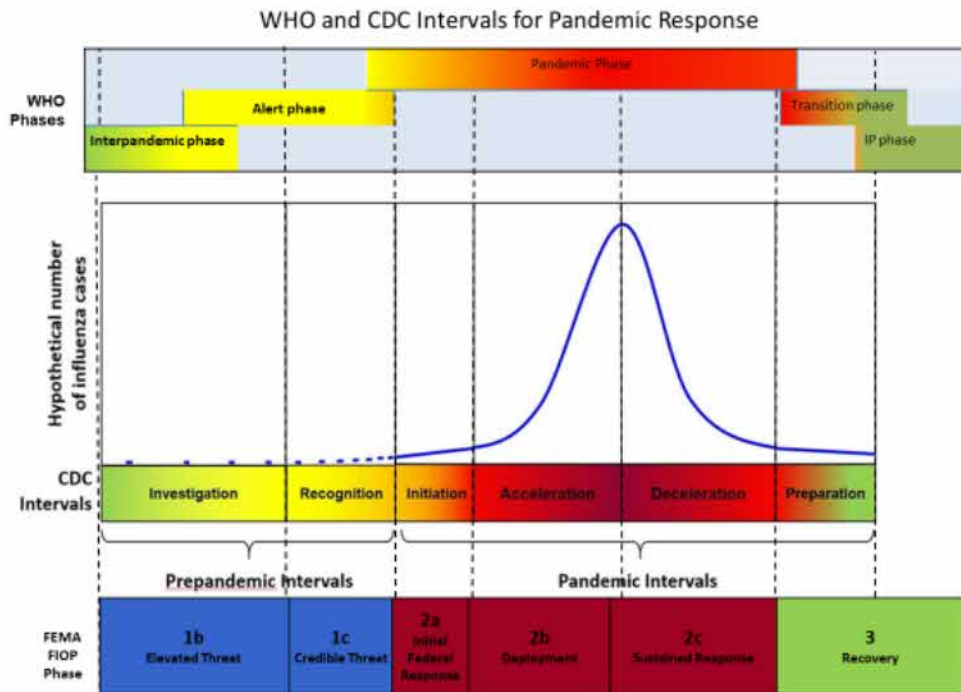 WHO and CDC Intervals for Pandemic Response
Pandemic Phase
WHO
Phases
Alert phase
Transition phase
Interpandemic phase
IP phase
Hypothetical number
of influenza cases
CDC
Intervals
Investigation
Recognition
Initiation
Acceleration
Deceleration
Preparation
Prepandemic Intervals
Pandemic Intervals
FEMA
FIOP
Phase
1b
Elevated Threat
1c
Credible Threat
2a
Initial
Federal
Response
2b
Deployment
2c
Sustained Response
3
Recovery